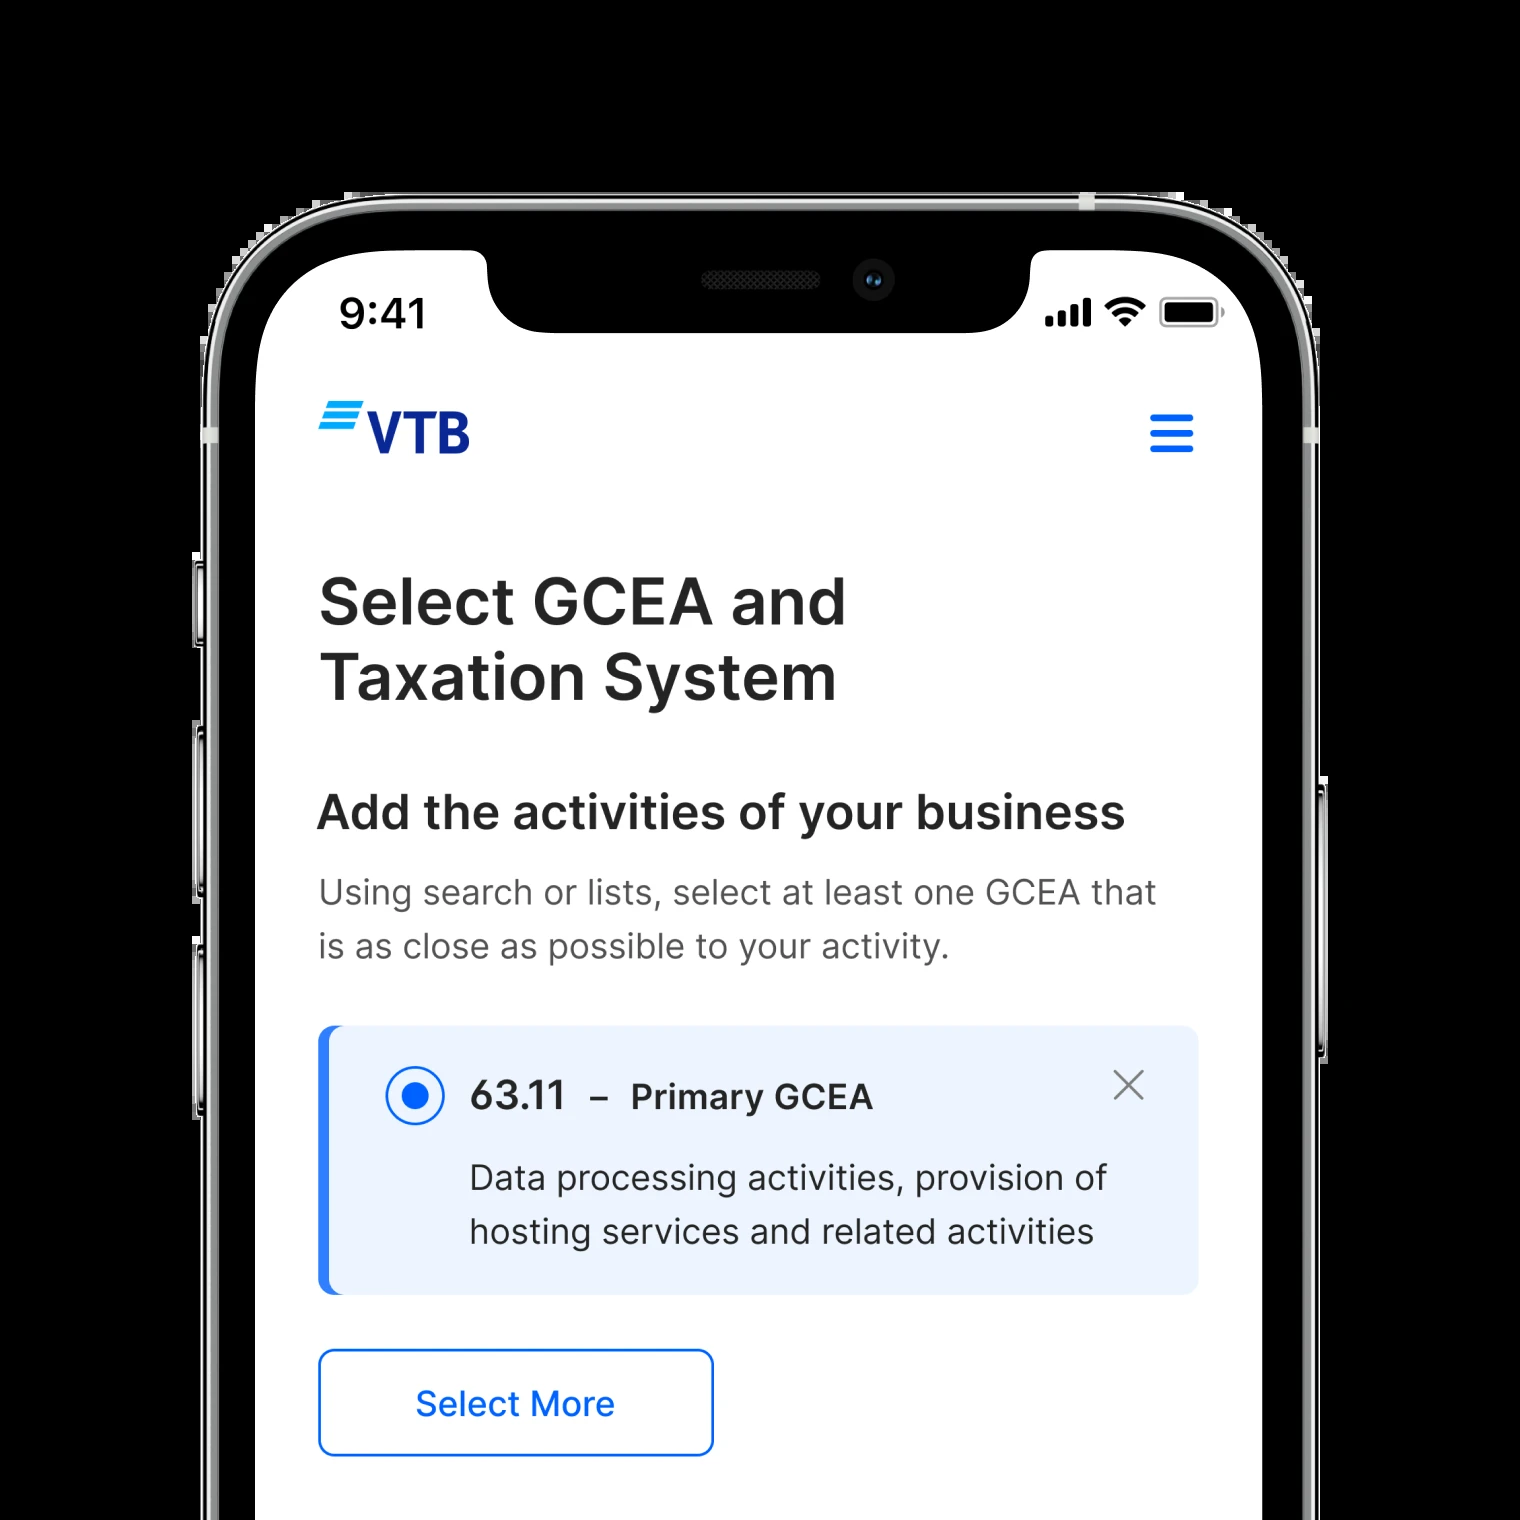 9:41
VTB
Select GCEA and
Taxation System
Add the activities of your business
Using search or lists, select at least one GCEA that
is as close as possible to your activity.
63.11 – Primary GCEA
Data processing activities, provision of
hosting services and related activities
Select More